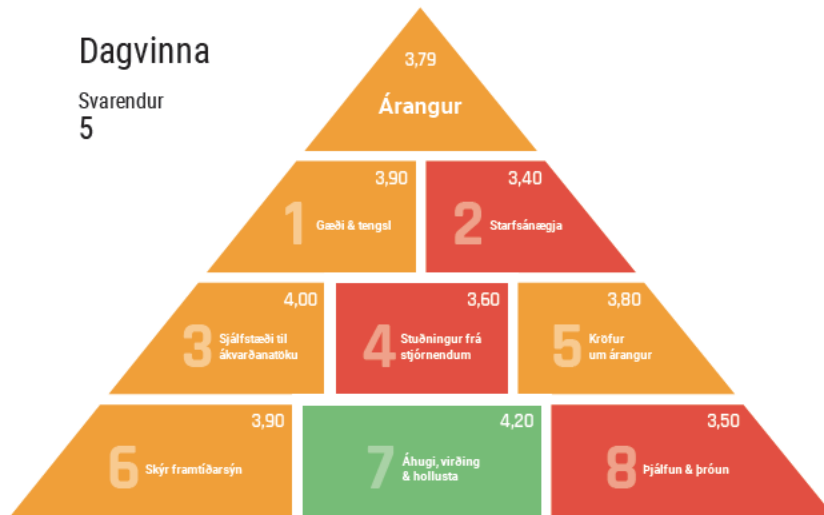 Dagvinna
Svarendur
5
3,79
Árangur
3,90
1 Gæði & tengsl
3,40
2 Starfsánægja
4,00
3 Sjálfstæði til
ákvarðanatöku
3,60
4 Stuðningur frá
stjórnendum
3,80
5 Kröfur
um árangur
3,90
6 Skýr framtíðarsýn
4,20
7 Áhugi, virðing
& hollusta
3,50
8 Þjálfun & þróun